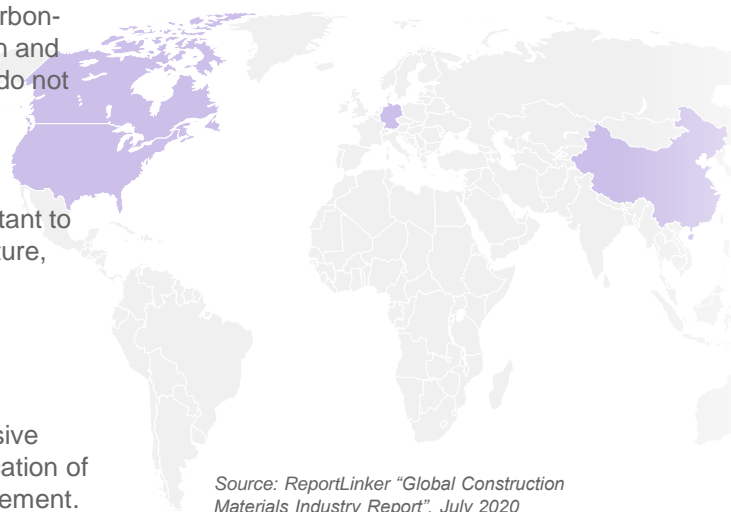 rbon-
n and
do not
tant to
ture,
sive
ation of
ement.
Source: ReportLinker “Global Construction
Materials Industry Report”, July 2020